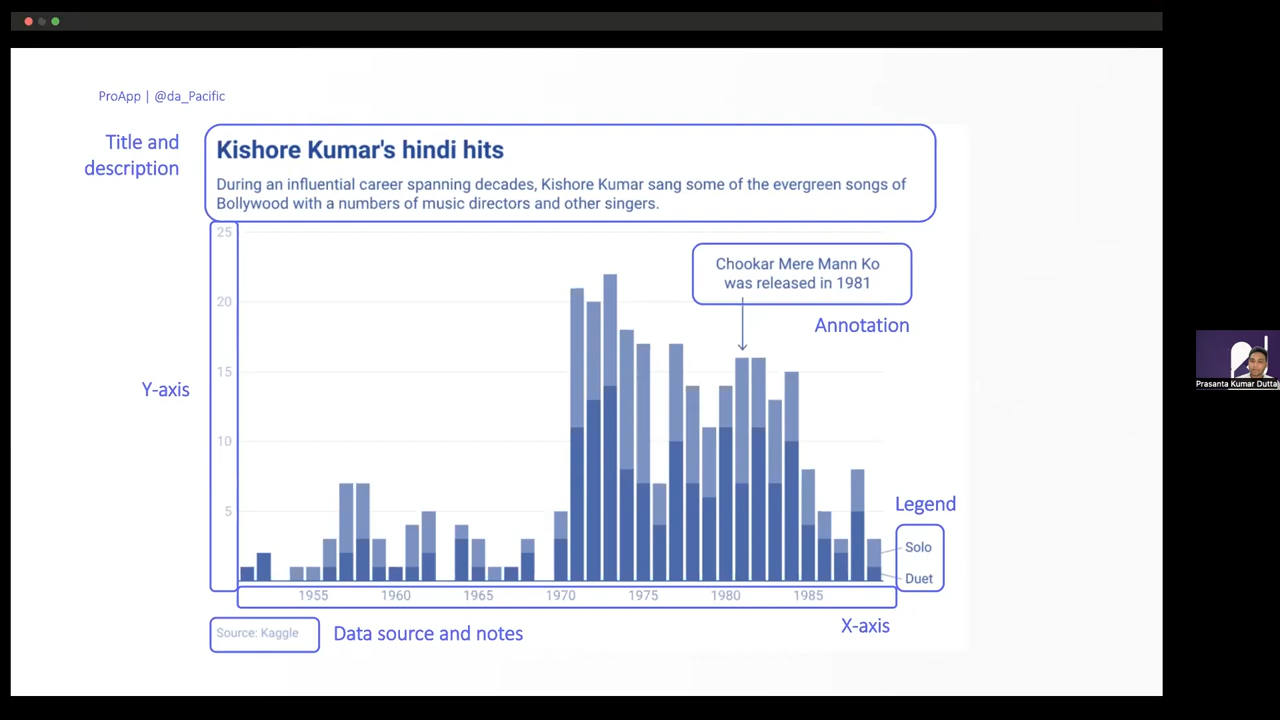 ProApp | @da_Pacific
Title and
description
Kishore Kumar's hindi hits
During an influential career spanning decades, Kishore Kumar sang some of the evergreen songs of
Bollywood with a numbers of music directors and other singers.
25
20
15
10
5
Y-axis
Chookar Mere Mann Ko
was released in 1981
Annotation
Legend
Solo
Duet
1955 1960 1965 1970 1975 1980 1985
X-axis
Source: Kaggle
Data source and notes
Prasanta Kumar Dutta